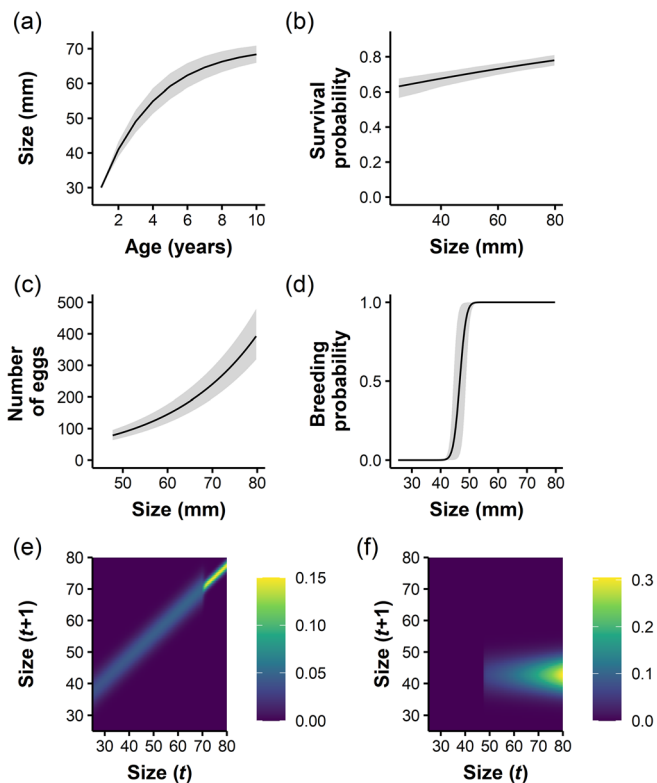 (a)
70
60
50
40
30
Size (mm)
2 4 6 8 10
Age (years)
(b)
0.8
0.6
0.4
0.2
0.0
Survival
probability
40 60 80
Size (mm)
(c)
500
400
300
200
100
0
Number
of eggs
50 60 70 80
Size (mm)
(d)
1.0
0.5
0.0
Breeding
probability
30 40 50 60 70 80
Size (mm)
(e)
80
70
60
50
40
30
Size (t+1)
30 40 50 60 70 80
Size (t)
0.15
0.10
0.05
0.00
(f)
80
70
60
50
40
30
Size (t+1)
30 40 50 60 70 80
Size (t)
0.3
0.2
0.1
0.0